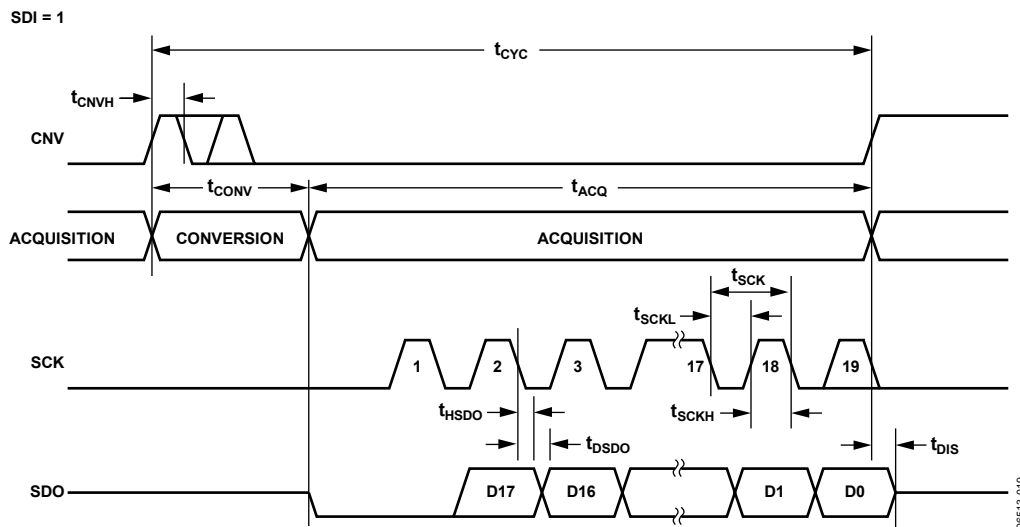 SDI = 1
tCYC
tCNVH
CNV
tCONV
tACQ
ACQUISITION
CONVERSION
ACQUISITION
tSCK
tSCKL
SCK
1
2
3
17
18
19
tHSDO
tSCKH
tDSDO
tDIS
SDO
D17
D16
D1
D0